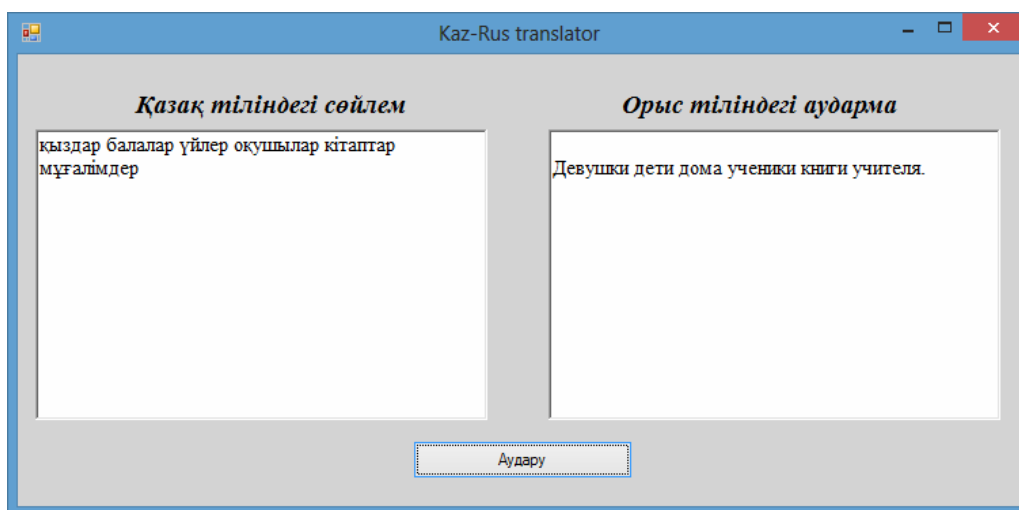 Kaz-Rus translator
Қазақ тіліндегі сөйлем
Орыс тіліндегі аударма
қыздар балалар үйлер оқушылар кітаптар
мұғалімдер
Девушки дети дома ученики книги учителя.
Аудару